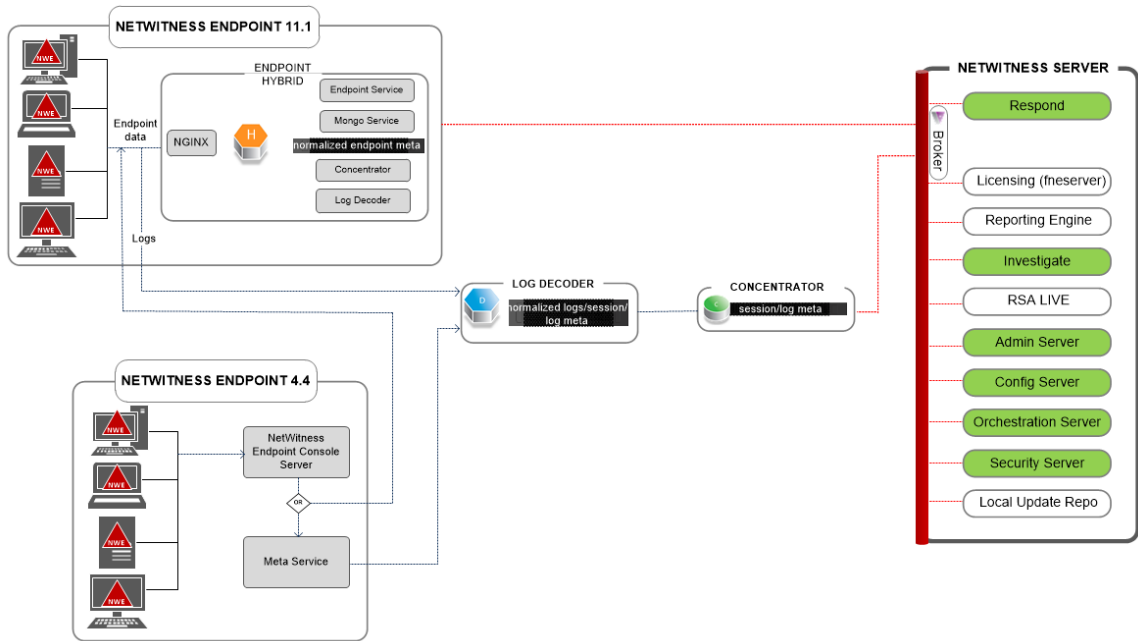 NETWITNESS ENDPOINT 11.1
NWE
NWE
NWE
NWE
Endpoint
data
Logs
ENDPOINT
HYBRID
NGINX
H
Endpoint Service
Mongo Service
normalized endpoint meta
Concentrator
Log Decoder
NETWITNESS ENDPOINT 4.4
NWE
NWE
NWE
NWE
NetWitness
Endpoint Console
Server
OR
Meta Service
LOG DECODER
D
normalized logs/session/
log meta
CONCENTRATOR
C
session/log meta
NETWITNESS SERVER
Broker
Respond
Licensing (fneserver)
Reporting Engine
Investigate
RSA LIVE
Admin Server
Config Server
Orchestration Server
Security Server
Local Update Repo